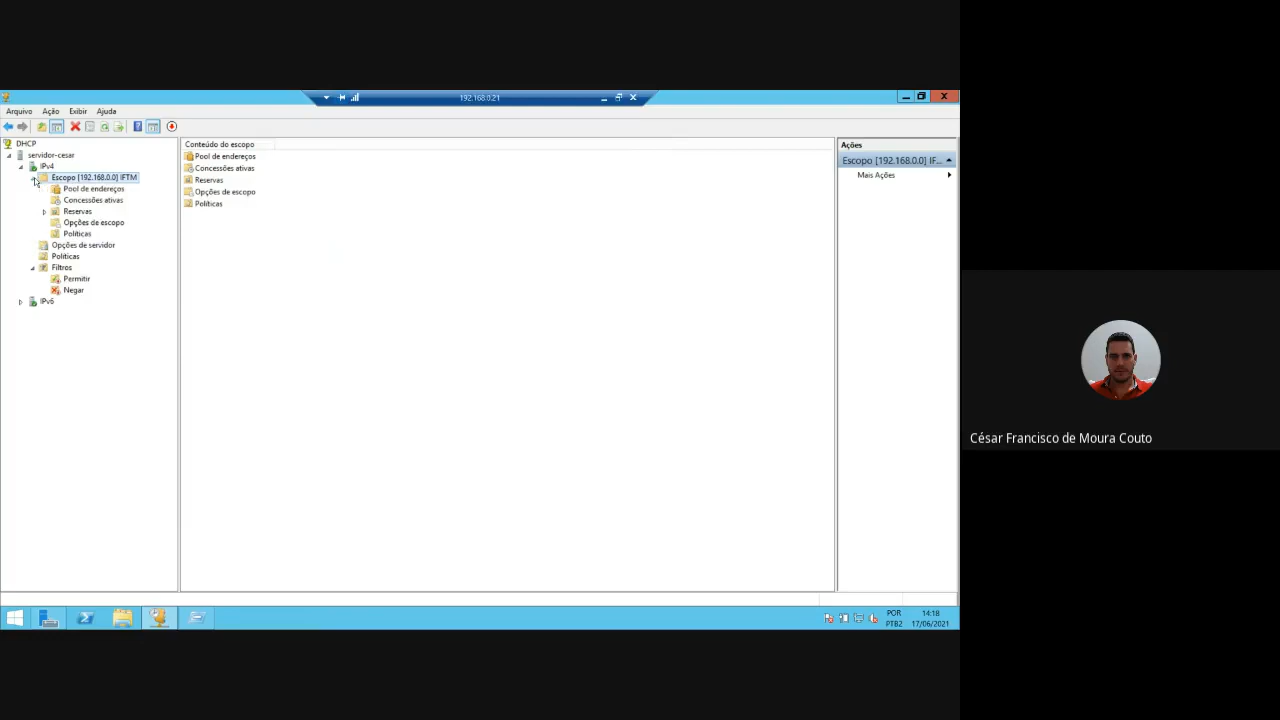 192.168.0.21
Arquivo Ação Exibir Ajuda
DHCP
servidor-cesar
IPv4
Escopo [192.168.0.0] IFTM
Pool de endereços
Concessões ativas
Reservas
Opções de escopo
Políticas
Opções de servidor
Políticas
Filtros
Permitir
Negar
IPv6
Conteúdo do escopo
Pool de endereços
Concessões ativas
Reservas
Opções de escopo
Políticas
Ações
Escopo [192.168.0.0] IF...
Mais Ações
César Francisco de Moura Couto
POR
PTB2
14:18
17/06/2021